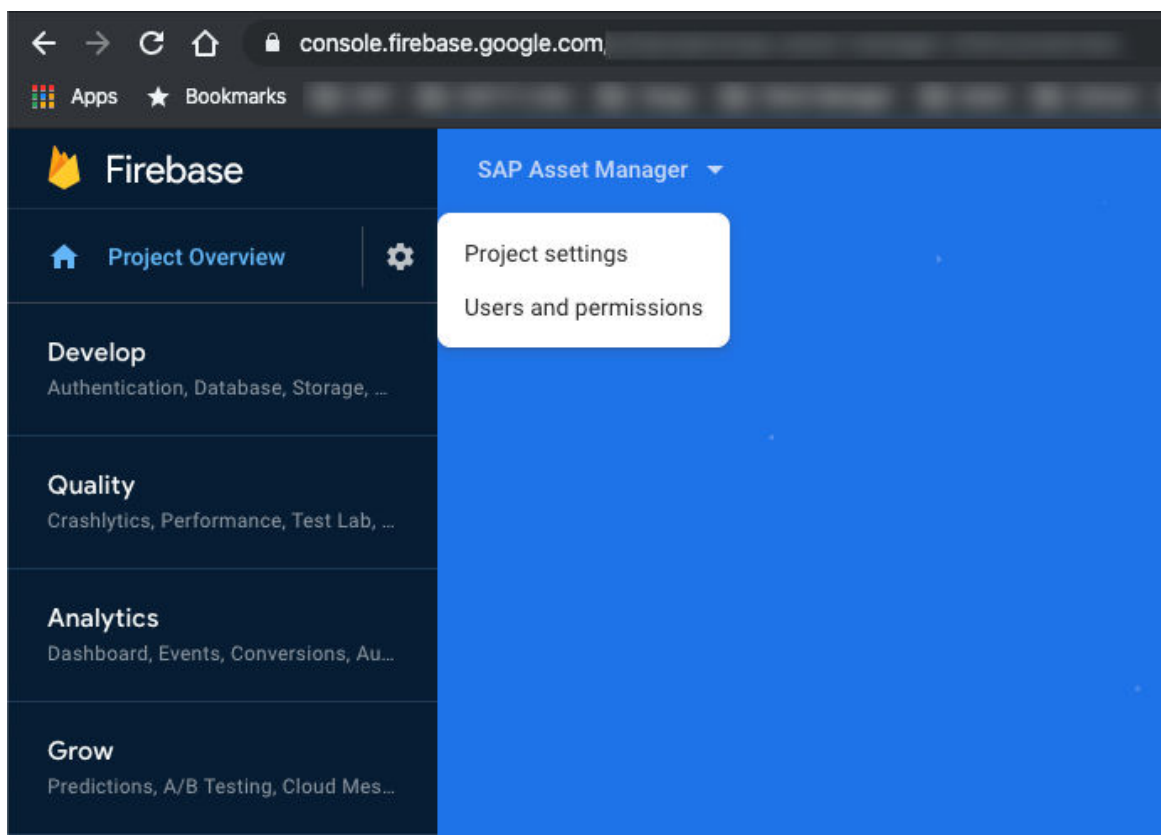 console.firebase.google.com
Apps
Bookmarks
Firebase
SAP Asset Manager
Project Overview
Project settings
Users and permissions
Develop
Authentication, Database, Storage, ...
Quality
Crashlytics, Performance, Test Lab, ...
Analytics
Dashboard, Events, Conversions, Au...
Grow
Predictions, A/B Testing, Cloud Mes...